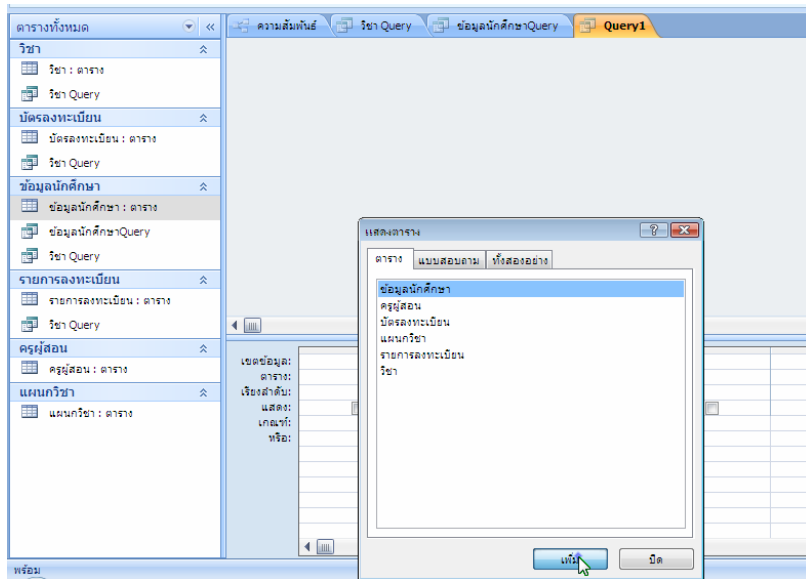 ตารางทั้งหมด
วิชา
วิชา : ตาราง
วิชา Query
บัตรลงทะเบียน
บัตรลงทะเบียน : ตาราง
วิชา Query
ข้อมูลนักศึกษา
ข้อมูลนักศึกษา : ตาราง
ข้อมูลนักศึกษาQuery
วิชา Query
รายการลงทะเบียน
รายการลงทะเบียน : ตาราง
วิชา Query
ครูผู้สอน
ครูผู้สอน : ตาราง
แผนกวิชา
แผนกวิชา : ตาราง
พร้อม
ความสัมพันธ์ วิชา Query ข้อมูลนักศึกษาQuery Query1
เขตข้อมูล:
ตาราง:
เรียงลำดับ:
แสดง:
เกณฑ์:
หรือ:
แสดงตาราง
ตาราง แบบสอบถาม ทั้งสองอย่าง
ข้อมูลนักศึกษา
ครูผู้สอน
บัตรลงทะเบียน
แผนกวิชา
รายการลงทะเบียน
วิชา
เพิ่ม ปิด